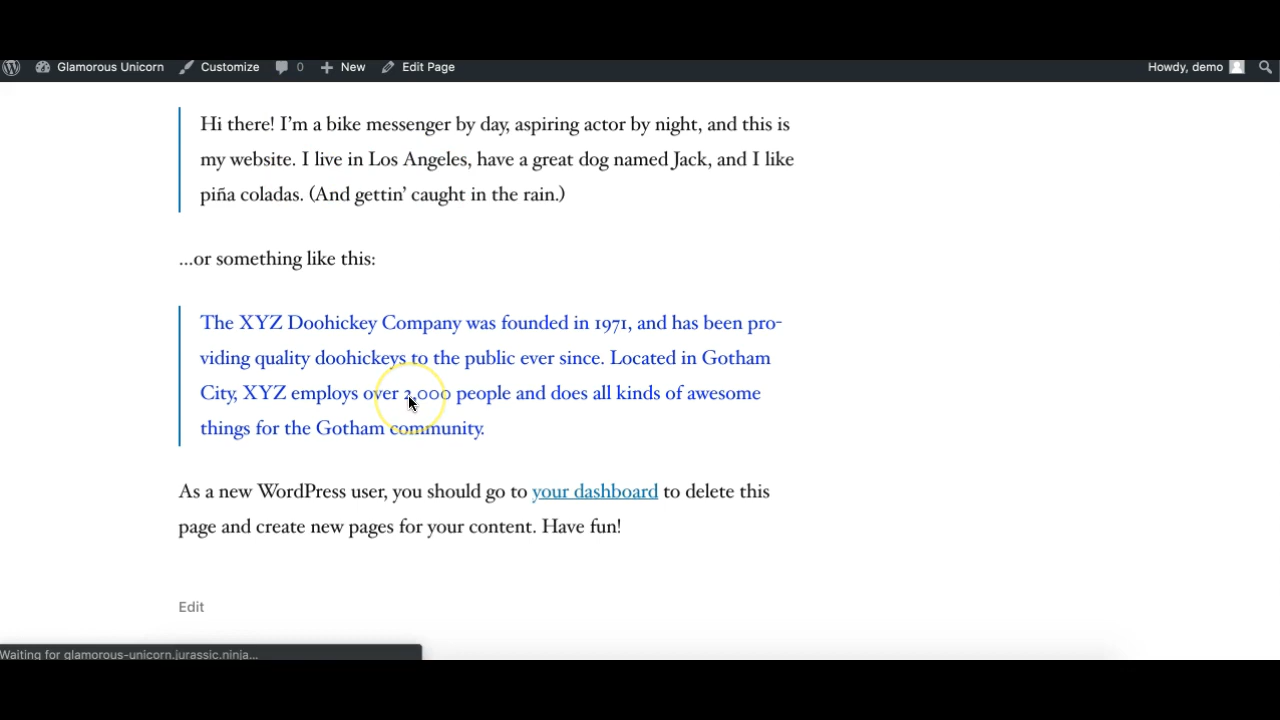 Glamorous Unicorn Customize 0 New Edit Page Howdy, demo
Hi there! I’m a bike messenger by day, aspiring actor by night, and this is
my website. I live in Los Angeles, have a great dog named Jack, and I like
piña coladas. (And gettin’ caught in the rain.)
…or something like this:
The XYZ Doohickey Company was founded in 1971, and has been pro-
viding quality doohickeys to the public ever since. Located in Gotham
City, XYZ employs over 2,000 people and does all kinds of awesome
things for the Gotham community.
As a new WordPress user, you should go to your dashboard to delete this
page and create new pages for your content. Have fun!
Edit
Waiting for glamorous-unicorn.jurassic.ninja...